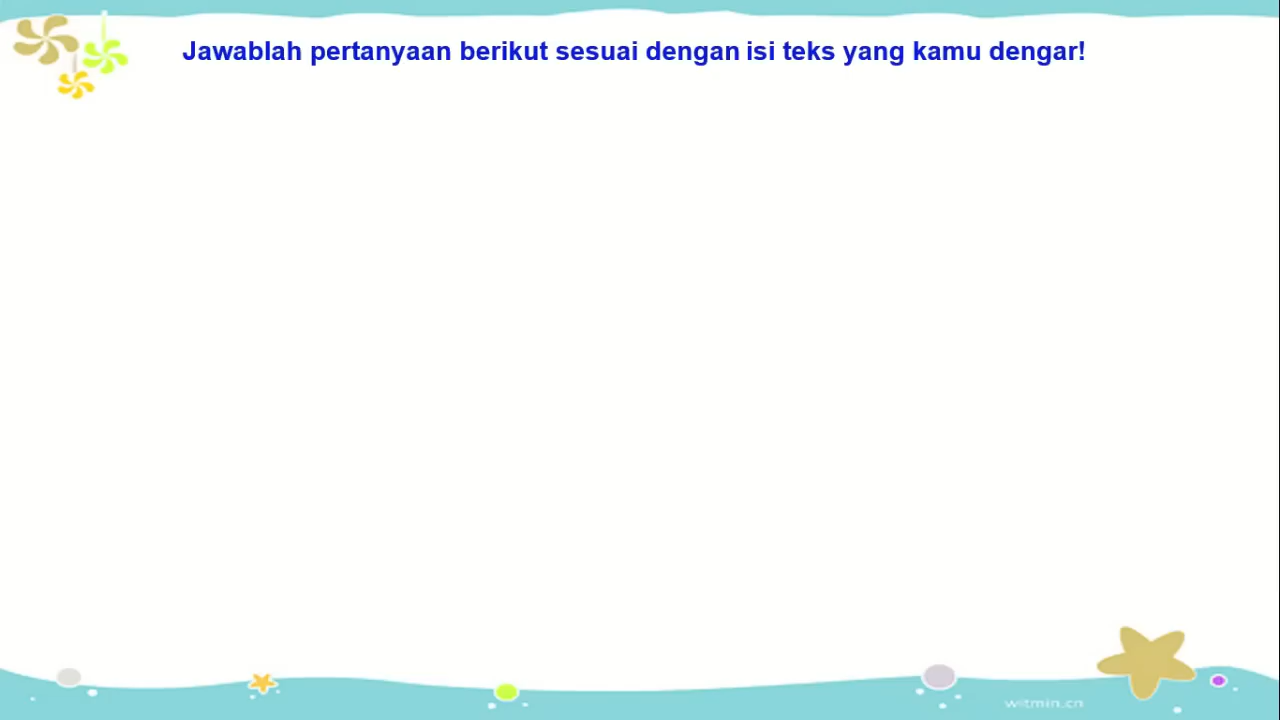 Jawablah pertanyaan berikut sesuai dengan isi teks yang kamu dengar!
witmin.cn